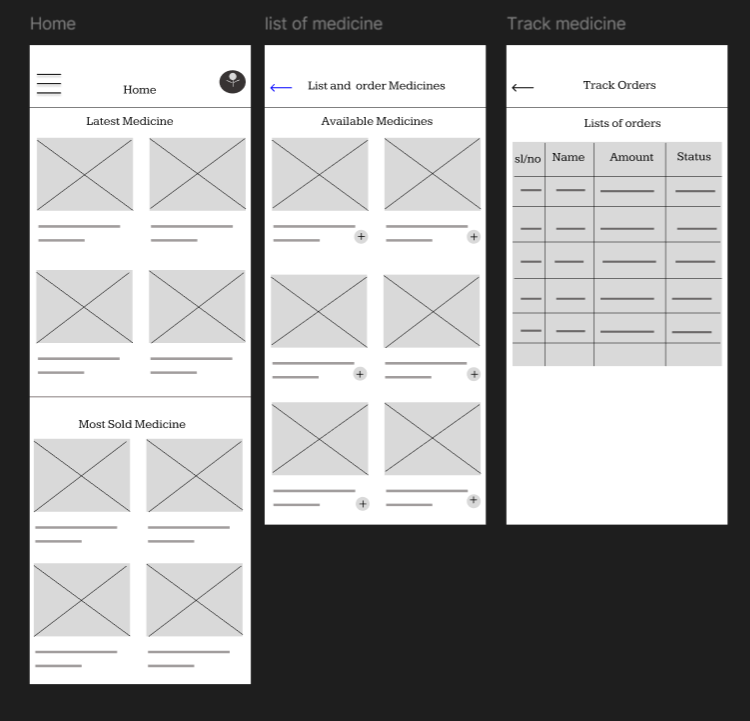 Home
list of medicine
Track medicine
Home
Latest Medicine
Most Sold Medicine
List and order Medicines
Available Medicines
+
+
+
+
+
+
Track Orders
Lists of orders
sl/no Name Amount Status